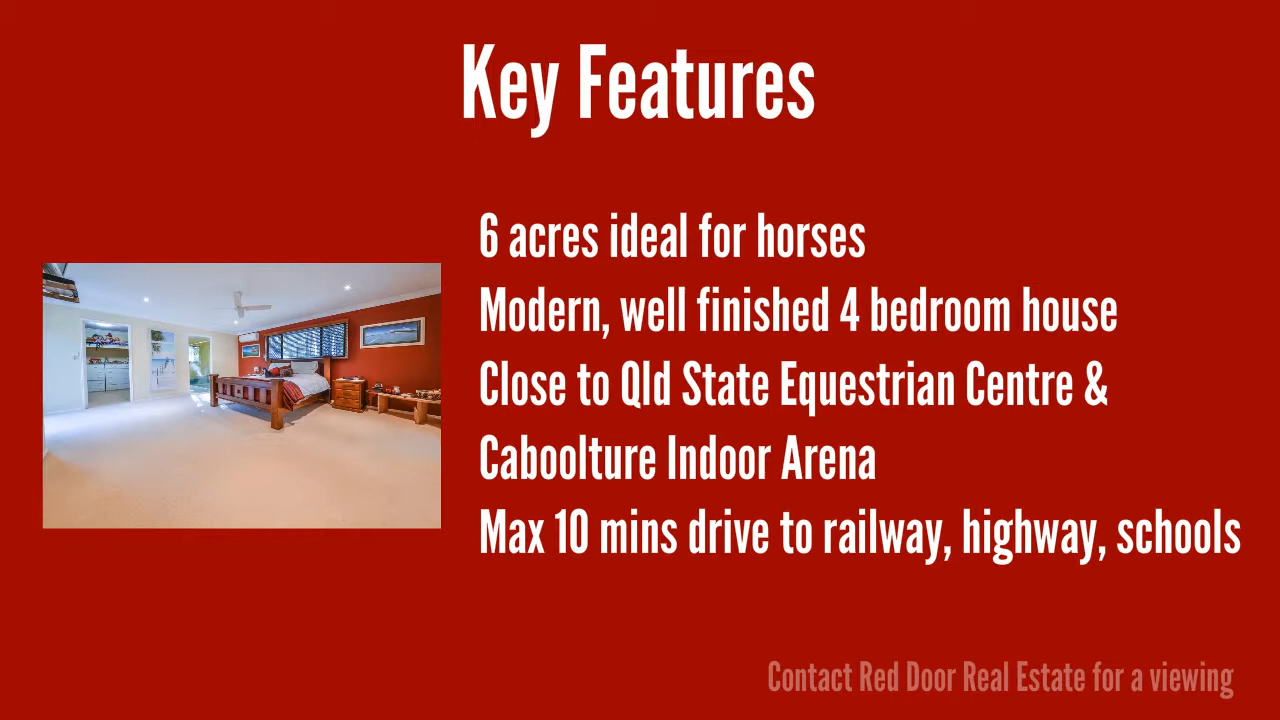 Key Features
6 acres ideal for horses
Modern, well finished 4 bedroom house
Close to Qld State Equestrian Centre &
Caboolture Indoor Arena
Max 10 mins drive to railway, highway, schools
Contact Red Door Real Estate for a viewing